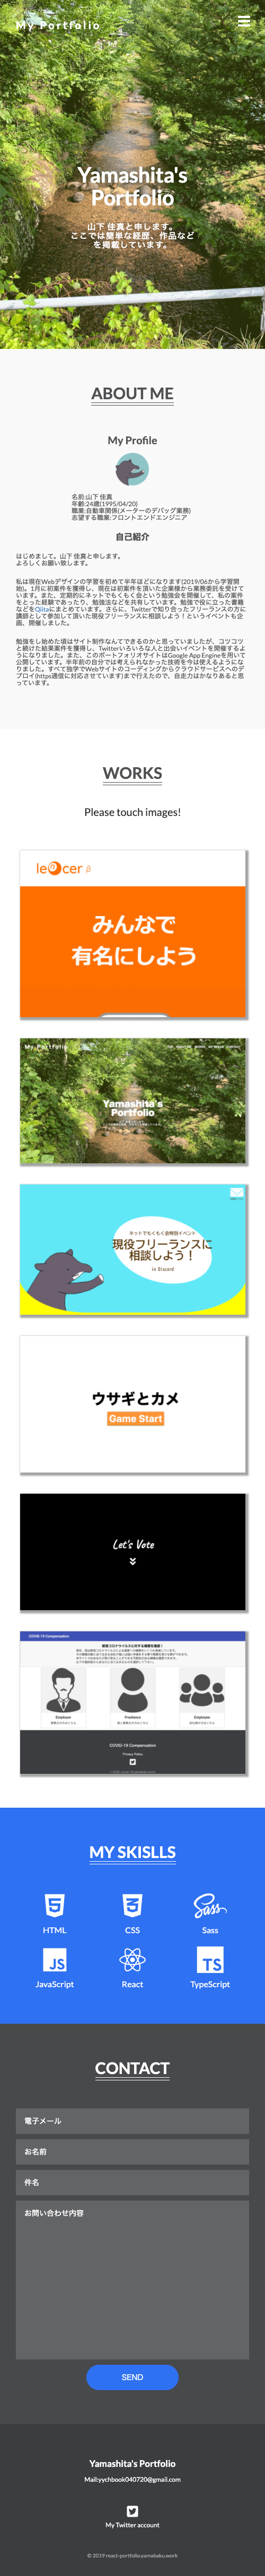 My Portfolio
Yamashita's
Portfolio
山下 佳真と申します。
ここでは簡単な経歴、作品など
を掲載しています。
ABOUT ME
My Profile
名前:山下 佳真
年齢:24歳(1995/04/20)
職業:自動車関係(メーターのデバッグ業務)
志望する職業:フロントエンドエンジニア
自己紹介
はじめまして。山下 佳真と申します。
よろしくお願い致します。
私は現在Webデザインの学習を初めて半年ほどになります(2019/06から学習開
始)。1月に初案件を獲得し、現在は初案件を頂いた企業様から業務委託を受けて
います。また、定期的にネットでもくもく会という勉強会を開催して、私の案件
をとった経験であったり、勉強法などを共有しています。勉強で役に立った書籍
などをQiitaにまとめています。さらに、Twitterで知り合ったフリーランスの方に
講師として参加して頂いた現役フリーランスに相談しよう！というイベントも企
画、開催しました。
勉強をし始めた頃はサイト制作なんてできるのかと思っていましたが、コツコツ
と続けた結果案件を獲得し、Twitterいろいろな人と出会いイベントを開催するよ
うになりました。また、このポートフォリオサイトはGoogle App Engineを用いて
公開しています。半年前の自分では考えられなかった技術を今は使えるようにな
りました。すべて独学でWebサイトのコーディングからクラウドサービスへのデ
プロイ(https通信に対応させています)まで行えたので、自走力はかなりあると思
っています。
WORKS
Please touch images!
みんなで
有名にしよう
My Portfolio
Yamashita's
Portfolio
ネットでもくもく会特別イベント
現役フリーランスに
相談しよう！
in Discord
ウサギとカメ
Game Start
Let's Vote
COVID-19 Compensation
新型コロナウイルスに対する補償を確認！
Employer
Freelance
Employee
COVID-19 Compensation
Privacy Policy
MY SKISLLS
HTML
CSS
Sass
JavaScript
React
TypeScript
CONTACT
電子メール
お名前
件名
お問い合わせ内容
SEND
Yamashita's Portfolio
Mail:yychbook040720@gmail.com
My Twitter account
© 2019 react-portfolio.yamabaku.work